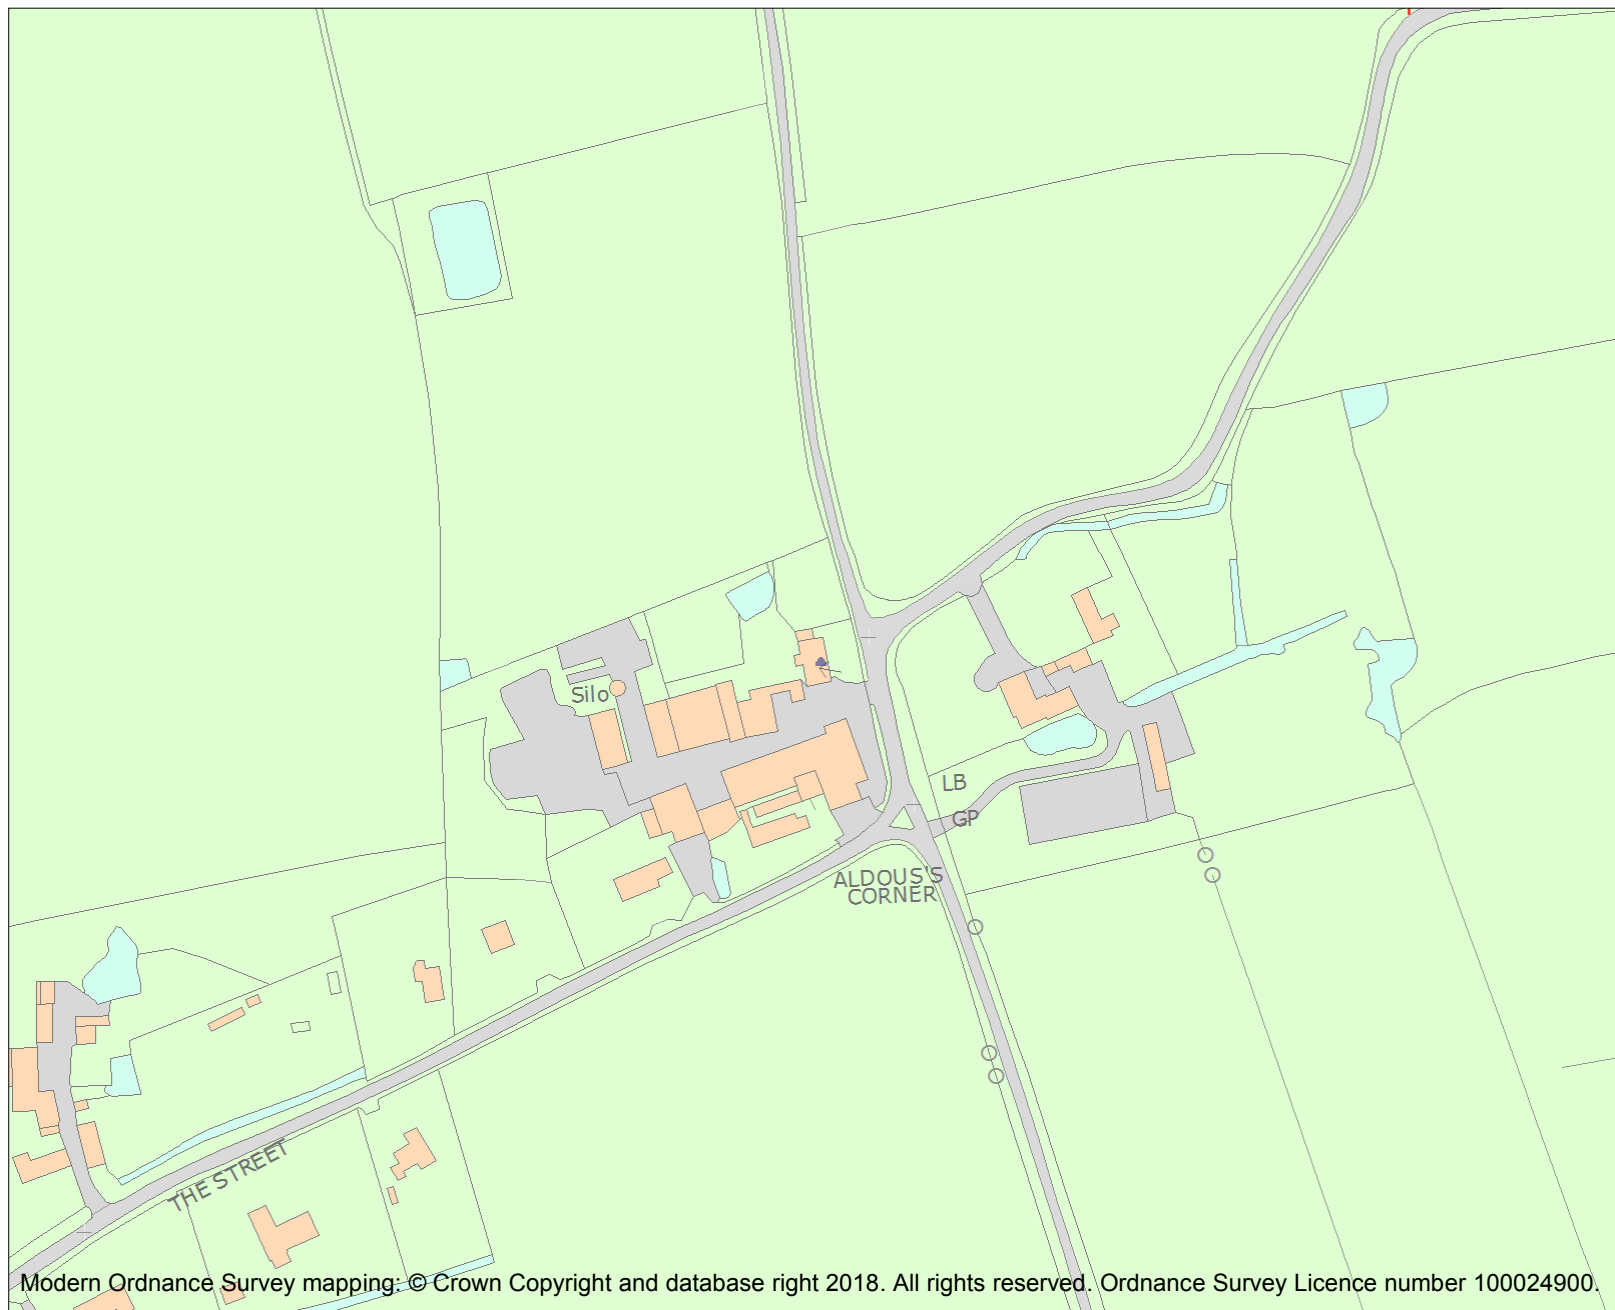 Silo
LB
GP
ALDOUS'S
CORNER
THE STREET
Modern Ordnance Survey mapping: © Crown Copyright and database right 2018. All rights reserved. Ordnance Survey Licence number 100024900.